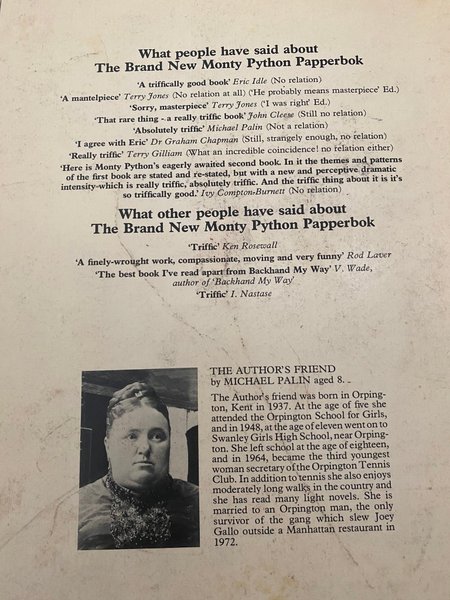 What people have said about
The Brand New Monty Python Papperbok
'A triffically good book' Eric Idle (No relation)
'A mantelpiece' Terry Jones (No relation at all) ('He probably means masterpiece' Ed.)
'Sorry, masterpiece' Terry Jones ('I was right' Ed.)
'That rare thing - a really triffic book' John Cleese (Still no relation)
'Absolutely triffic' Michael Palin (Not a relation)
'I agree with Eric' Dr Graham Chapman (Still, strangely enough, no relation)
'Really triffic' Terry Gilliam (What an incredible coincidence! no relation either)
'Here is Monty Python's eagerly awaited second book. In it the themes and patterns
of the first book are stated and re-stated, but with a new and perceptive dramatic
intensity-which is really triffic, absolutely triffic. And the triffic thing about it is it's
so triffically good.' Ivy Compton-Burnett (No relation)
What other people have said about
The Brand New Monty Python Papperbok
'Triffic' Ken Rosewall
'A finely-wrought work, compassionate, moving and very funny' Rod Laver
'The best book I've read apart from Backhand My Way' V. Wade,
author of 'Backhand My Way'
'Triffic' I. Nastase
THE AUTHOR'S FRIEND
by MICHAEL PALIN aged 8.
The Author's friend was born in Orping-
ton, Kent in 1937. At the age of five she
attended the Orpington School for Girls,
and in 1948, at the age of eleven went on to
Swanley Girls High School, near Orping-
ton. She left school at the age of eighteen,
and in 1964, became the third youngest
woman secretary of the Orpington Tennis
Club. In addition to tennis she also enjoys
moderately long walks in the country and
she has read many light novels. She is
married to an Orpington man, the only
survivor of the gang which slew Joey
Gallo outside a Manhattan restaurant in
1972.